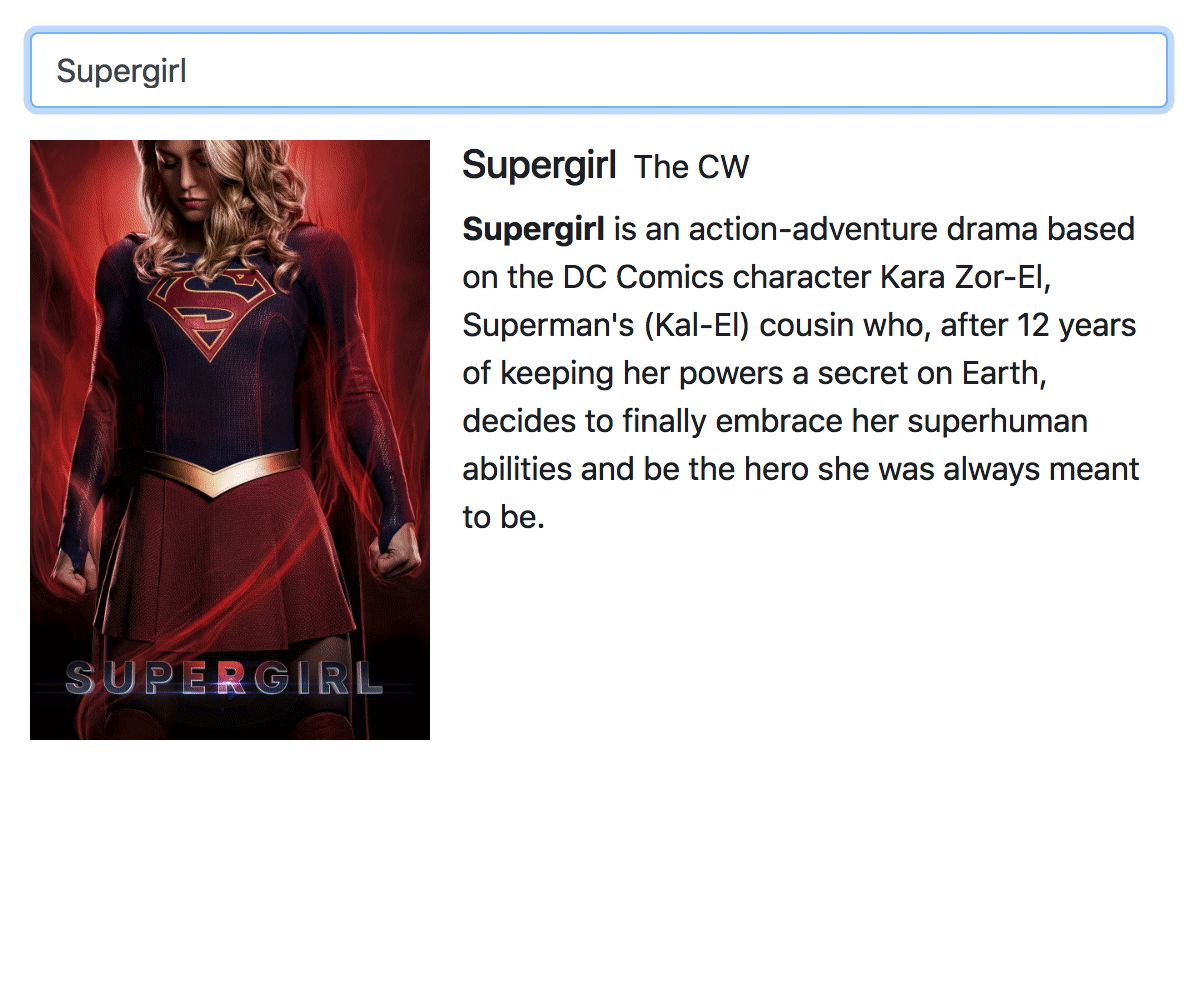 Supergirl
Supergirl The CW
Supergirl is an action-adventure drama based
on the DC Comics character Kara Zor-El,
Superman's (Kal-El) cousin who, after 12 years
of keeping her powers a secret on Earth,
decides to finally embrace her superhuman
abilities and be the hero she was always meant
to be.
SUPERGIRL